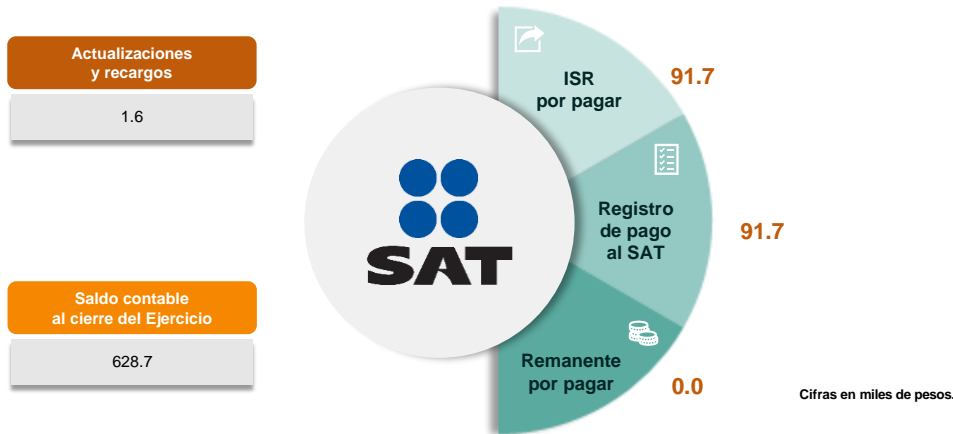 Actualizaciones
y recargos
1.6
Saldo contable
al cierre del Ejercicio
628.7
SAT
ISR
por pagar
91.7
Registro
de pago
al SAT
91.7
Remanente
por pagar
0.0
Cifras en miles de pesos.